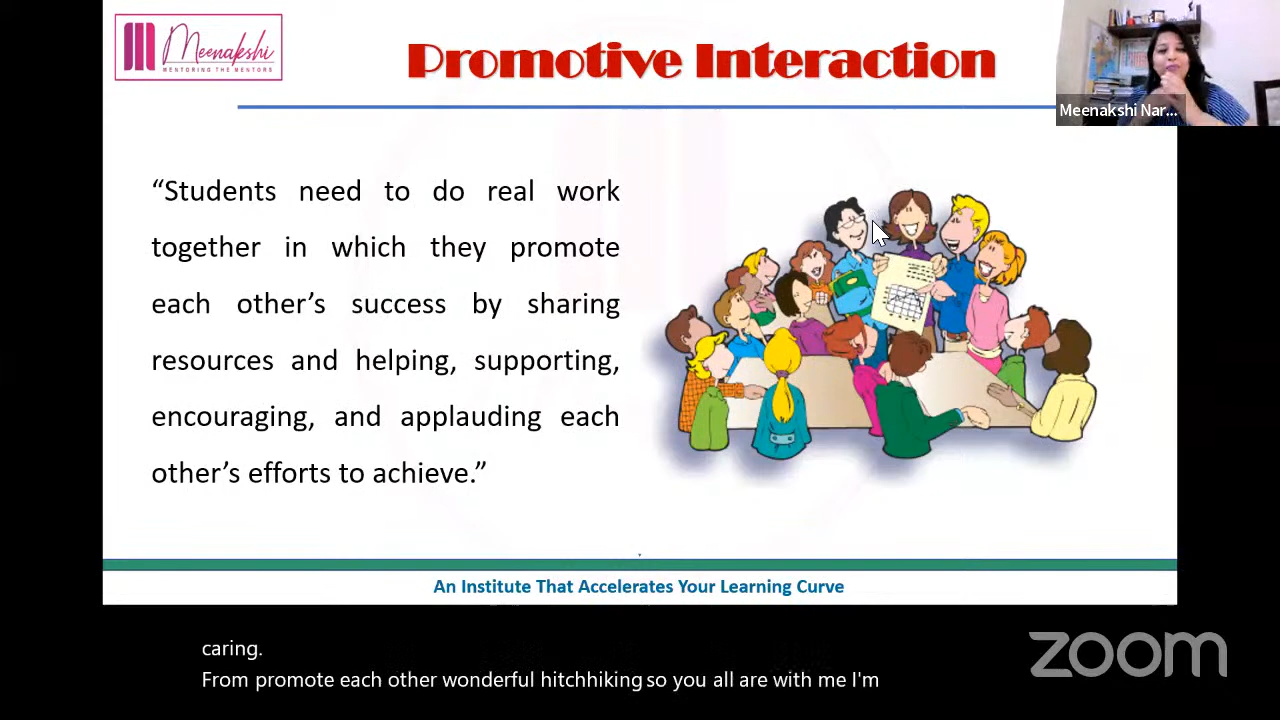 Meenakshi
MENTORING THE MENTORS
Promotive Interaction
Meenakshi Nar...
“Students need to do real work
together in which they promote
each other’s success by sharing
resources and helping, supporting,
encouraging, and applauding each
other’s efforts to achieve.”
An Institute That Accelerates Your Learning Curve
caring.
From promote each other wonderful hitchhiking so you all are with me I'm
zoom